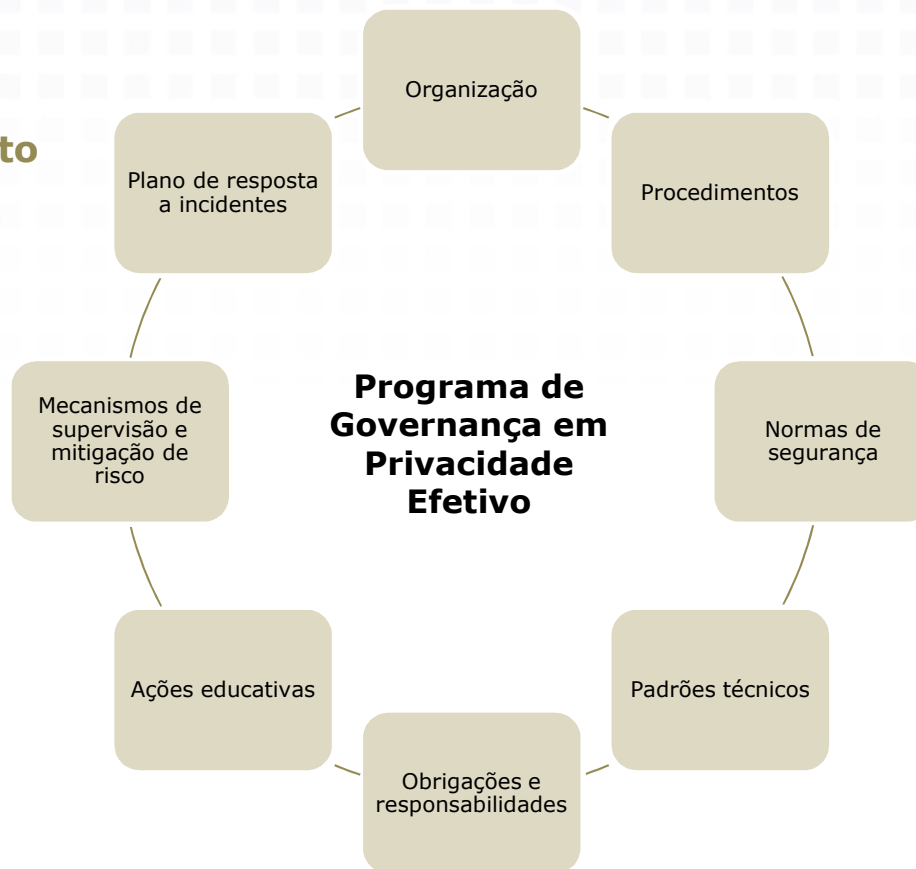 to
Organização
Procedimentos
Normas de
segurança
Padrões técnicos
Obrigações e
responsabilidades
Ações educativas
Mecanismos de
supervisão e
mitigação de
risco
Plano de resposta
a incidentes
Programa de
Governança em
Privacidade
Efetivo